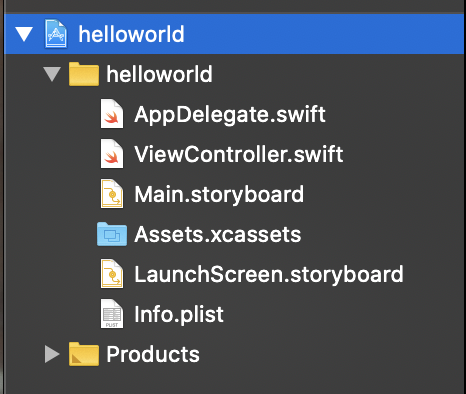 helloworld
helloworld
AppDelegate.swift
ViewController.swift
Main.storyboard
Assets.xcassets
LaunchScreen.storyboard
Info.plist
Products